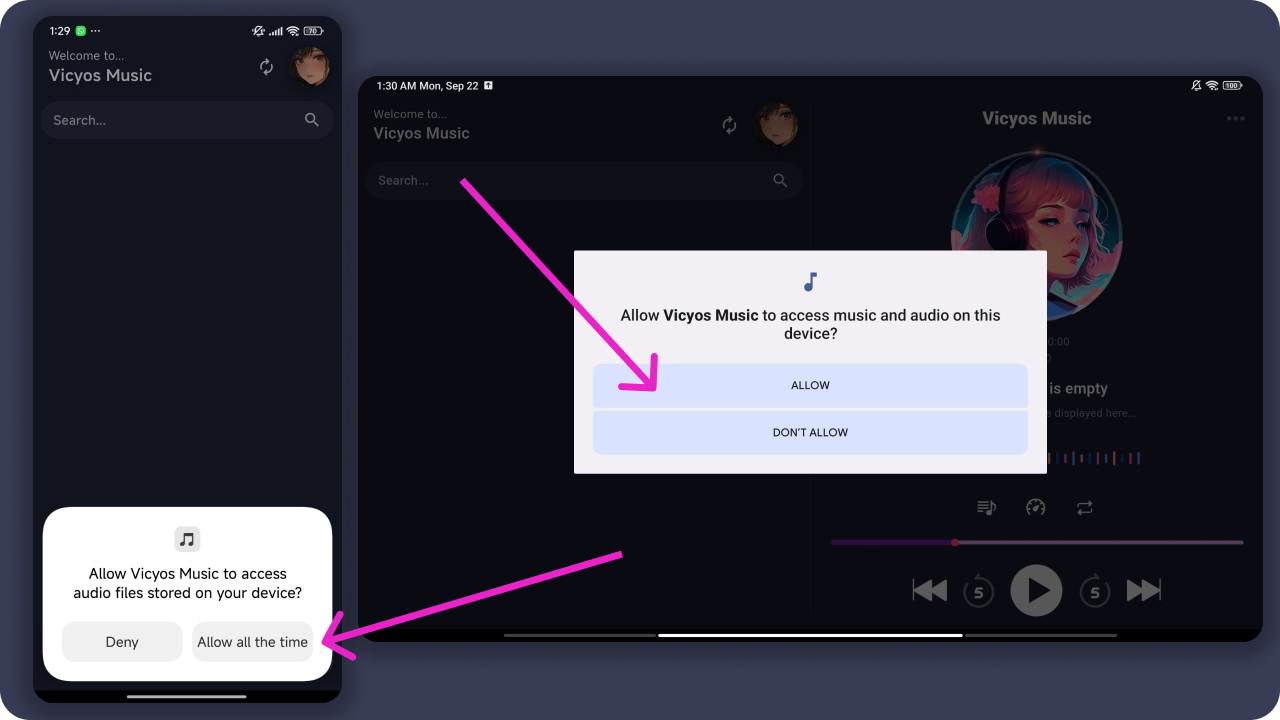 1:29
70
Welcome to...
Vicyos Music
Search...
Allow Vicyos Music to access
audio files stored on your device?
Deny
Allow all the time
1:30 AM Mon, Sep 22
100
Welcome to...
Vicyos Music
Search...
Vicyos Music
Allow Vicyos Music to access music and audio on this
device?
ALLOW
DON'T ALLOW
0:00
is empty
displayed here...
5
5